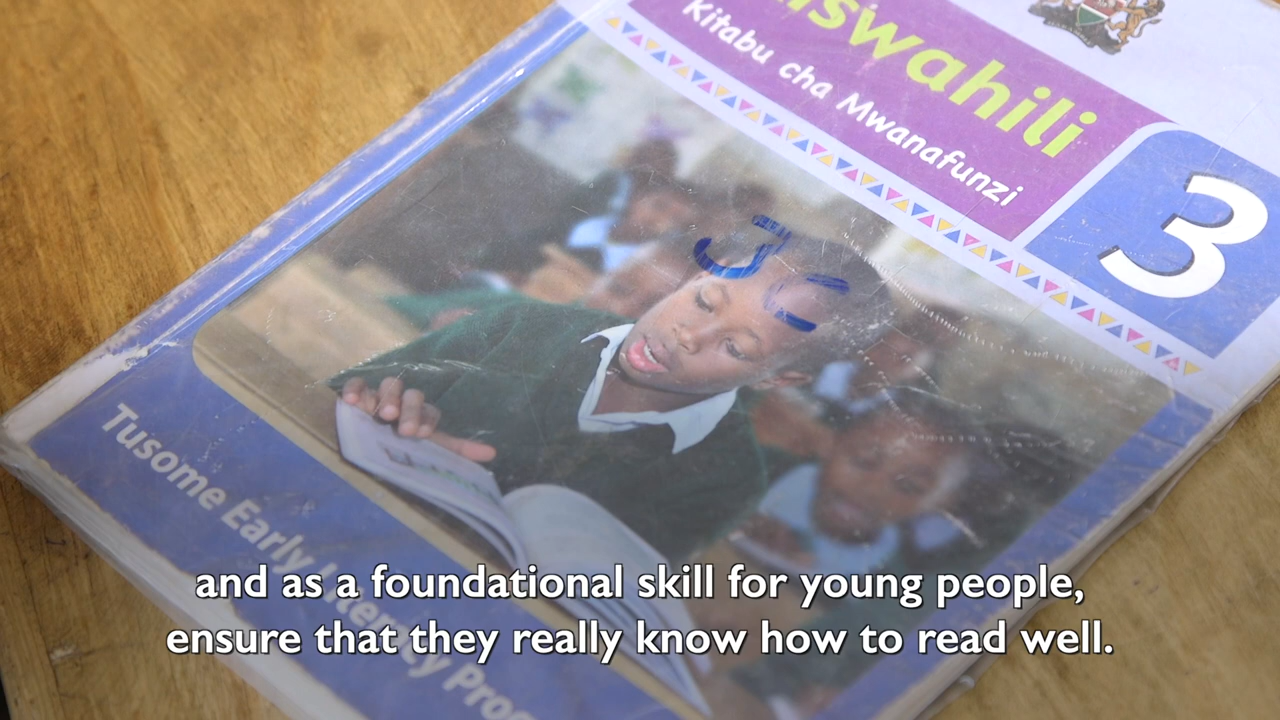 Kitabu cha Mwanafunzi
3
Tusome Early
and as a foundational skill for young people,
ensure that they really know how to read well.